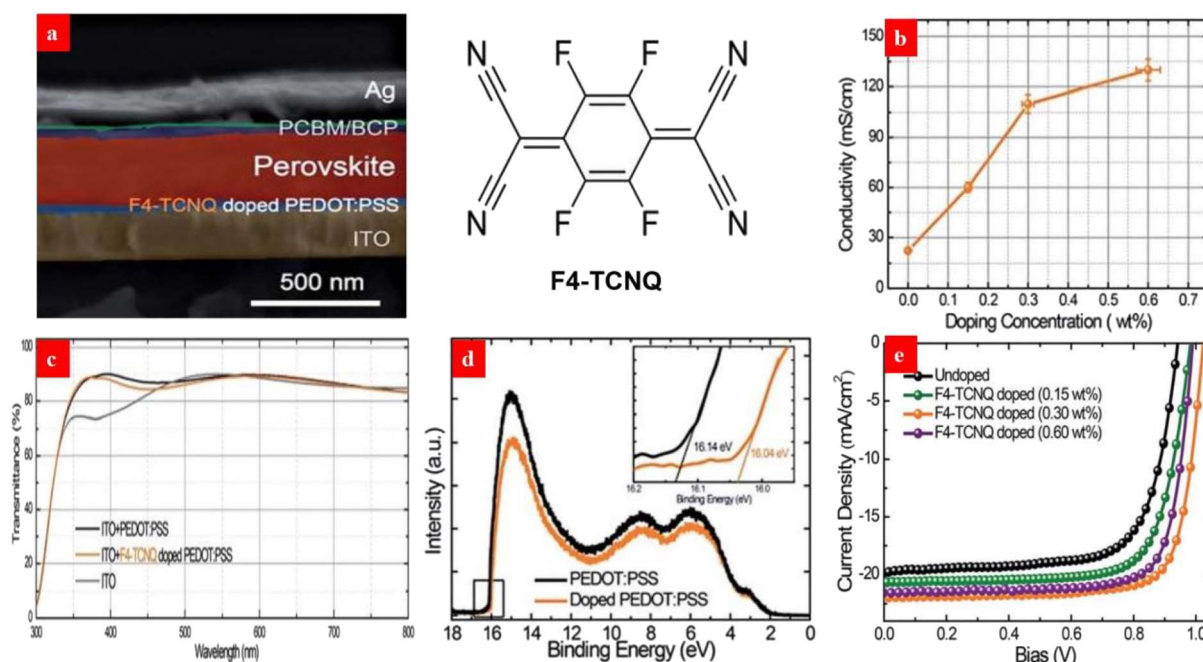 a
Ag
PCBM/BCP
Perovskite
F4-TCNQ doped PEDOT:PSS
ITO
500 nm
N
N
F
F
F
F
N
N
F4-TCNQ
b
Conductivity (mS/cm)
150
120
90
60
30
0
0.0 0.1 0.2 0.3 0.4 0.5 0.6 0.7
Doping Concentration ( wt%)
c
Transmittance (%)
100
80
60
40
20
0
ITO+PEDOT:PSS
ITO+F4-TCNQ doped PEDOT:PSS
ITO
300 400 500 600 700 800
Wavelength (nm)
d
Intensity (a.u.)
16.14 eV
16.04 eV
16.2 16.1 16.0
Binding Energy (eV)
PEDOT:PSS
Doped PEDOT:PSS
18 16 14 12 10 8 6 4 2 0
Binding Energy (eV)
e
Current Density (mA/cm²)
0
-5
-10
-15
-20
Undoped
F4-TCNQ doped (0.15 wt%)
F4-TCNQ doped (0.30 wt%)
F4-TCNQ doped (0.60 wt%)
0.0 0.2 0.4 0.6 0.8 1.0
Bias (V)